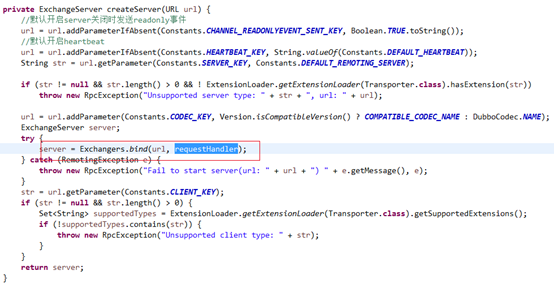 private ExchangeServer createServer(URL url) {
//默认开启server关闭时发送readonly事件
url = url.addParameterIfAbsent(Constants.CHANNEL_READONLYEVENT_SENT_KEY, Boolean.TRUE.toString());
//默认开启heartbeat
url = url.addParameterIfAbsent(Constants.HEARTBEAT_KEY, String.valueOf(Constants.DEFAULT_HEARTBEAT));
String str = url.getParameter(Constants.SERVER_KEY, Constants.DEFAULT_REMOTING_SERVER);
if (str != null && str.length() > 0 && ! ExtensionLoader.getExtensionLoader(Transporter.class).hasExtension(str))
throw new RpcException("Unsupported server type: " + str + ", url: " + url);
url = url.addParameter(Constants.CODEC_KEY, Version.isCompatibleVersion() ? COMPATIBLE_CODEC_NAME : DubboCodec.NAME);
ExchangeServer server;
try {
server = Exchangers.bind(url, requestHandler);
} catch (RemotingException e) {
throw new RpcException("Fail to start server(url: " + url + ") " + e.getMessage(), e);
}
str = url.getParameter(Constants.CLIENT_KEY);
if (str != null && str.length() > 0) {
Set<String> supportedTypes = ExtensionLoader.getExtensionLoader(Transporter.class).getSupportedExtensions();
if (!supportedTypes.contains(str)) {
throw new RpcException("Unsupported client type: " + str);
}
}
return server;
}